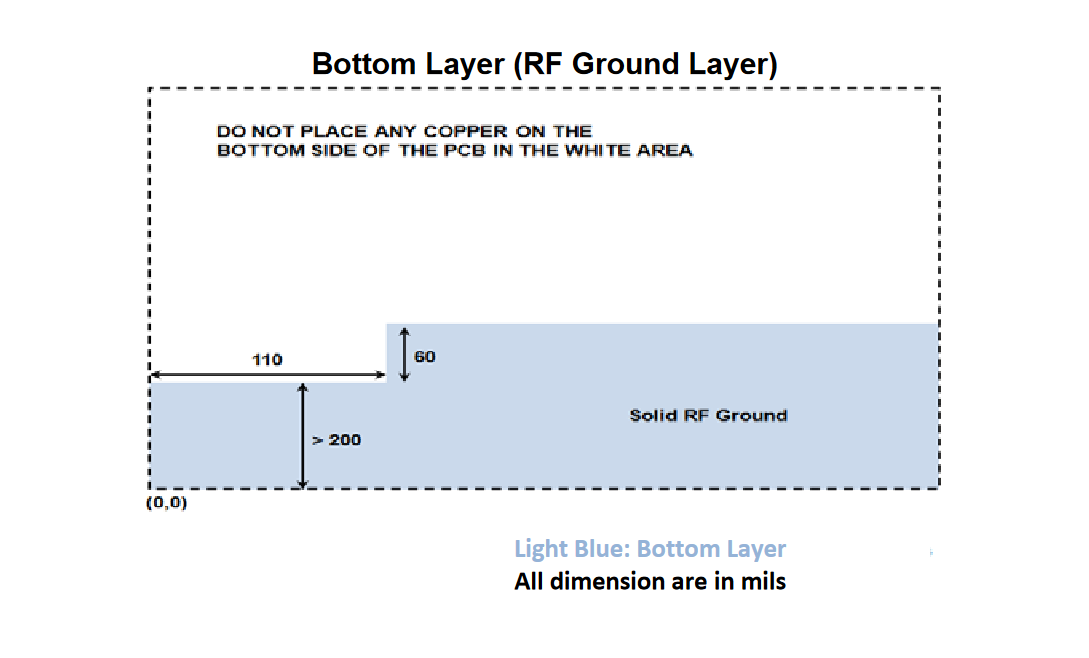 Bottom Layer (RF Ground Layer)
DO NOT PLACE ANY COPPER ON THE
BOTTOM SIDE OF THE PCB IN THE WHITE AREA
110
60
Solid RF Ground
> 200
(0,0)
Light Blue: Bottom Layer
All dimension are in mils